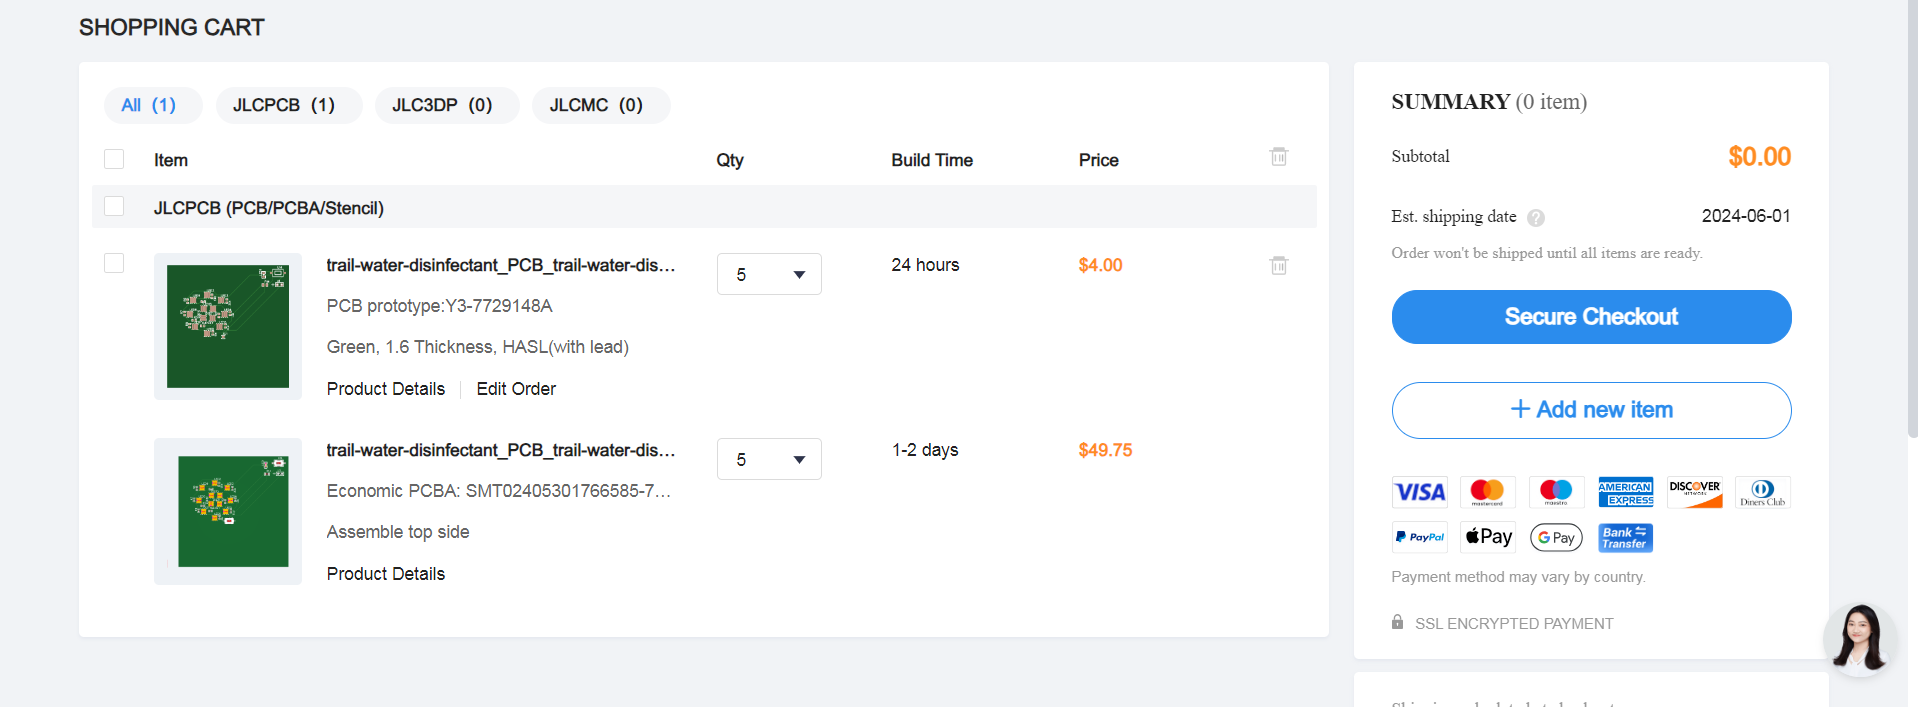 SHOPPING CART
All (1) JLCPCB (1) JLC3DP (0) JLCMC (0)
Item Qty Build Time Price
JLCPCB (PCB/PCBA/Stencil)
trail-water-disinfectant_PCB_trail-water-dis... 5 24 hours $4.00
PCB prototype:Y3-7729148A
Green, 1.6 Thickness, HASL(with lead)
Product Details Edit Order
trail-water-disinfectant_PCB_trail-water-dis... 5 1-2 days $49.75
Economic PCBA: SMT02405301766585-7...
Assemble top side
Product Details
SUMMARY (0 item)
Subtotal $0.00
Est. shipping date ? 2024-06-01
Order won't be shipped until all items are ready.
Secure Checkout
+ Add new item
VISA mastercard maestro AMERICAN EXPRESS DISCOVER NETWORK Diners Club
PayPal Pay G Pay Bank Transfer
Payment method may vary by country.
SSL ENCRYPTED PAYMENT